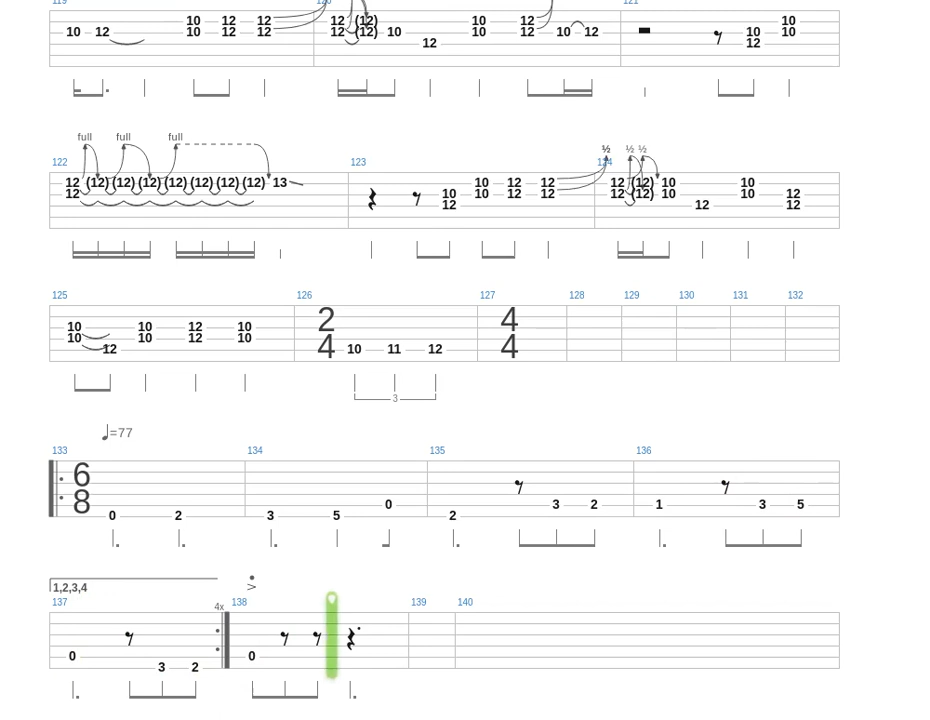 119 120 121
12 (12) 10
10 12 10 12 12 12 (12) 10 10 12 10 12 10 10
10 12 12 12 12
full full full ½ ½ ½
122 123 124
12 (12) (12) (12) (12) (12) (12) (12) 13 10 12 12 12 (12) 10 10
12 10 10 12 12 12 (12) 10 10 12
12 12 12
125 126 127 128 129 130 131 132
2 4
10 10 12 10
10 10 12 10
12 4 10 11 12 4
3
♩=77
133 134 135 136
6
8 0 3 2 1 3 5
0 2 3 5 2
1,2,3,4
4x
>
137 138 139 140
0 0
3 2